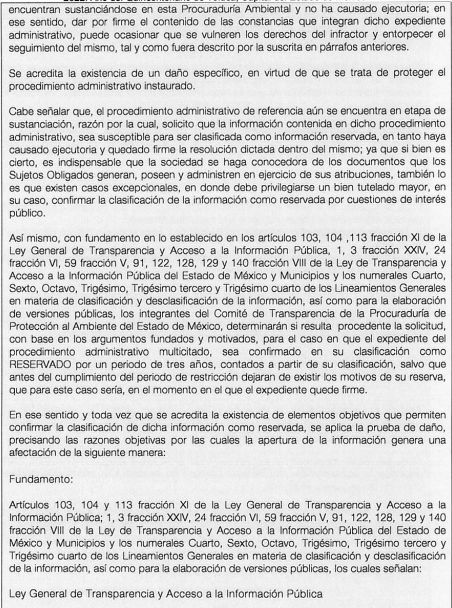 encuentran sustanciándose en esta Procuraduría Ambiental y no ha causado ejecutoria; en
ese sentido, dar por firme el contenido de las constancias que integran dicho expediente
administrativo, puede ocasionar que se vulneren los derechos del infractor y entorpecer el
seguimiento del mismo, tal y como fuera descrito por la suscrita en párrafos anteriores.
Se acredita la existencia de un daño específico, en virtud de que se trata de proteger el
procedimiento administrativo instaurado.
Cabe señalar que, el procedimiento administrativo de referencia aún se encuentra en etapa de
sustanciación, razón por la cual, solicito que la información contenida en dicho procedimiento
administrativo, sea susceptible para ser clasificada como información reservada, en tanto haya
causado ejecutoria y quedado firme la resolución dictada dentro del mismo; ya que si bien es
cierto, es indispensable que la sociedad se haga conocedora de los documentos que los
Sujetos Obligados generan, poseen y administren en ejercicio de sus atribuciones, también lo
es que existen casos excepcionales, en donde debe privilegiarse un bien tutelado mayor, en
su caso, confirmar la clasificación de la información como reservada por cuestiones de interés
público.
Así mismo, con fundamento en lo establecido en los artículos 103, 104 ,113 fracción XI de la
Ley General de Transparencia y Acceso a la Información Pública, 1, 3 fracción XXIV, 24
fracción VI, 59 fracción V, 91, 122, 128, 129 y 140 fracción VIII de la Ley de Transparencia y
Acceso a la Información Pública del Estado de México y Municipios y los numerales Cuarto,
Sexto, Octavo, Trigésimo, Trigésimo tercero y Trigésimo cuarto de los Lineamientos Generales
en materia de clasificación y desclasificación de la información, así como para la elaboración
de versiones públicas, los integrantes del Comité de Transparencia de la Procuraduría de
Protección al Ambiente del Estado de México, determinarán si resulta procedente la solicitud,
con base en los argumentos fundados y motivados, para el caso en que el expediente del
procedimiento administrativo multicitado, sea confirmado en su clasificación como
RESERVADO por un periodo de tres años, contados a partir de su clasificación, salvo que
antes del cumplimiento del periodo de restricción dejaran de existir los motivos de su reserva,
que para este caso sería, en el momento en el que el expediente quede firme.
En ese sentido y toda vez que se acredita la existencia de elementos objetivos que permiten
confirmar la clasificación de dicha información como reservada, se aplica la prueba de daño,
precisando las razones objetivas por las cuales la apertura de la información genera una
afectación de la siguiente manera:
Fundamento:
Artículos 103, 104 y 113 fracción XI de la Ley General de Transparencia y Acceso a la
Información Pública; 1, 3 fracción XXIV, 24 fracción VI, 59 fracción V, 91, 122, 128, 129 y 140
fracción VIII de la Ley de Transparencia y Acceso a la Información Pública del Estado de
México y Municipios y los numerales Cuarto, Sexto, Octavo, Trigésimo, Trigésimo tercero y
Trigésimo cuarto de los Lineamientos Generales en materia de clasificación y desclasificación
de la información, así como para la elaboración de versiones públicas, los cuales señalan:
Ley General de Transparencia y Acceso a la Información Pública